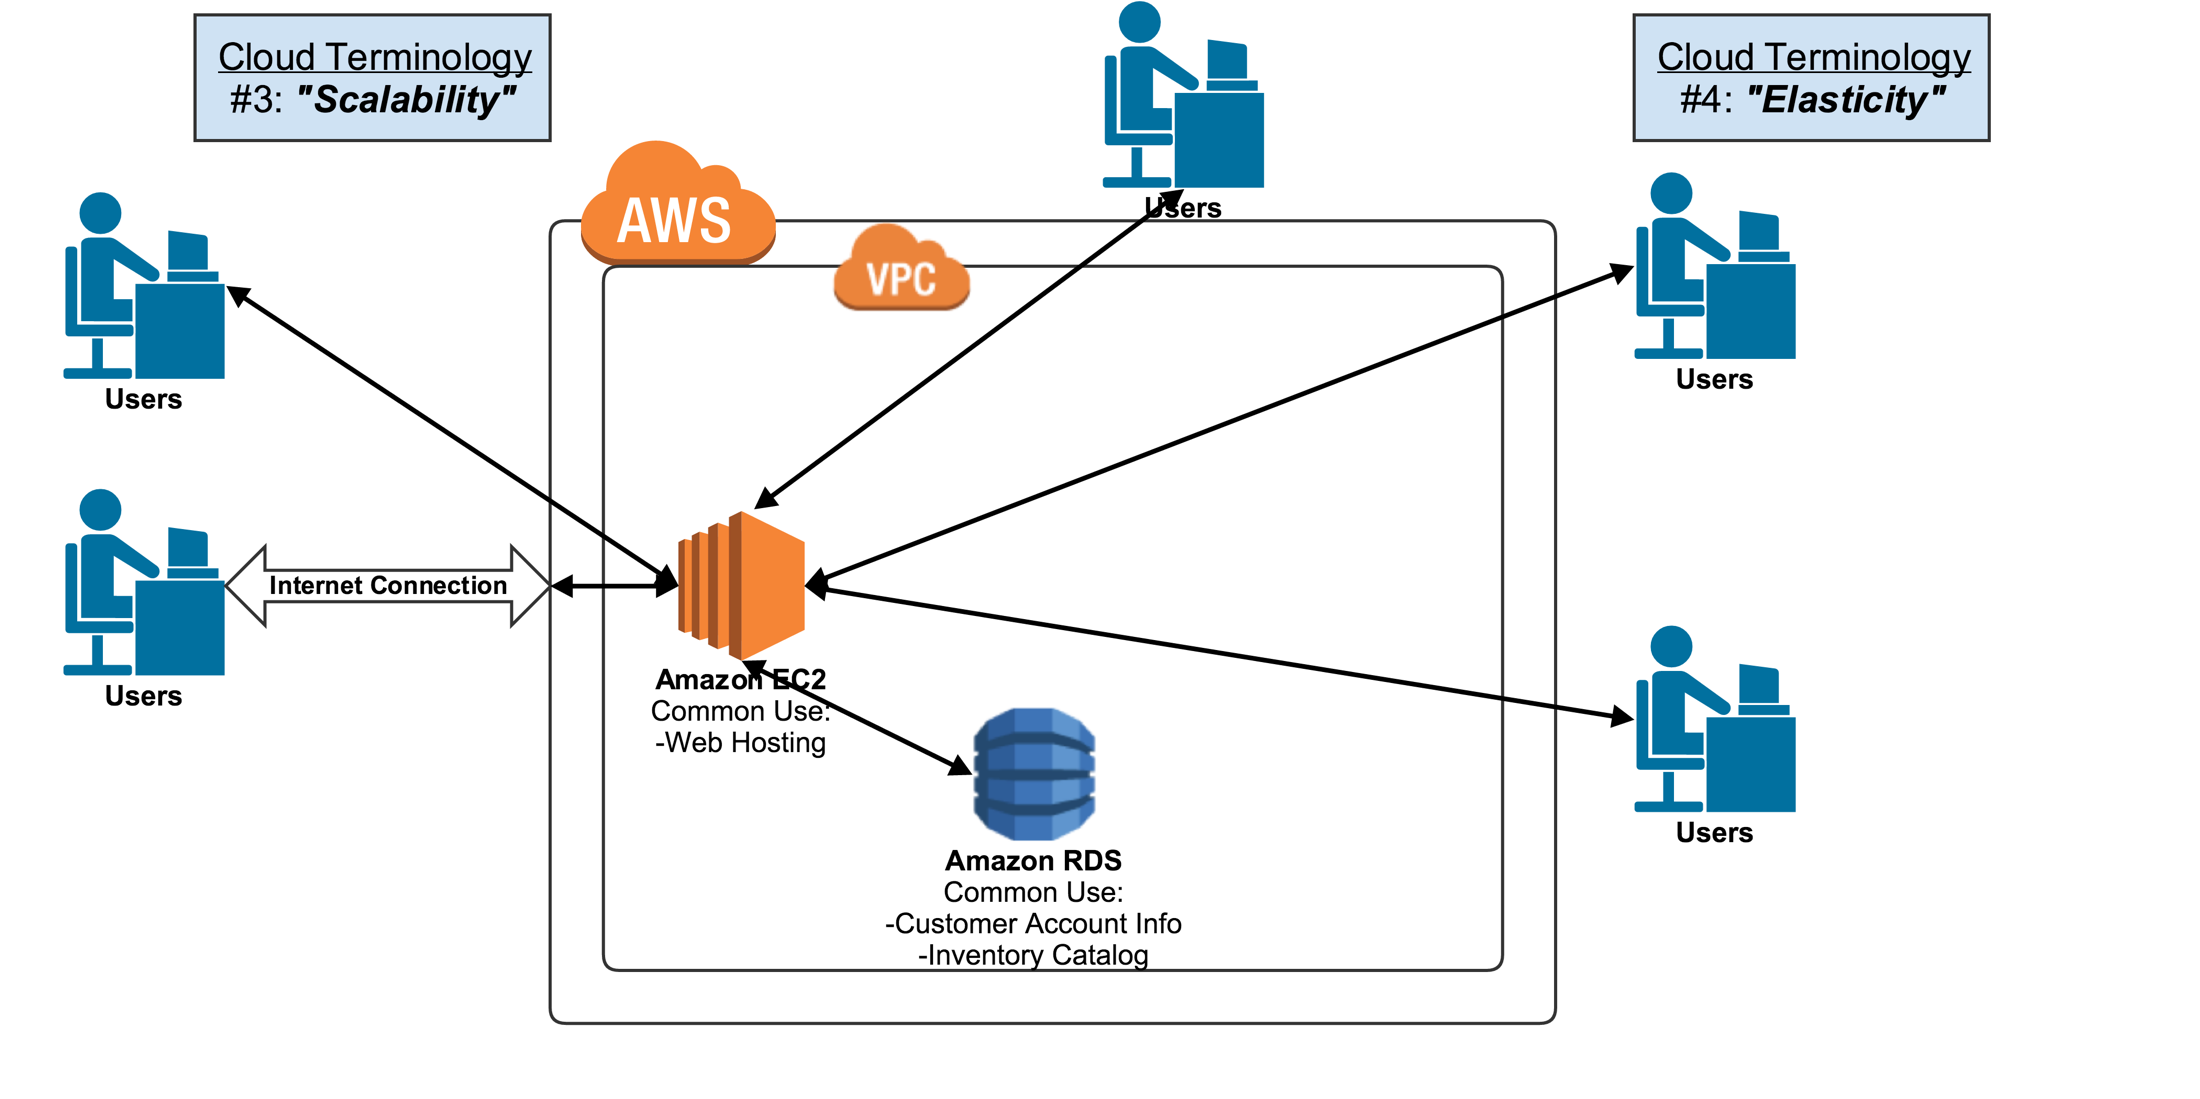 Cloud Terminology
#3: "Scalability"
Cloud Terminology
#4: "Elasticity"
Users
AWS
VPC
Users
Users
Internet Connection
Users
Amazon EC2
Common Use:
-Web Hosting
Users
Amazon RDS
Common Use:
-Customer Account Info
-Inventory Catalog